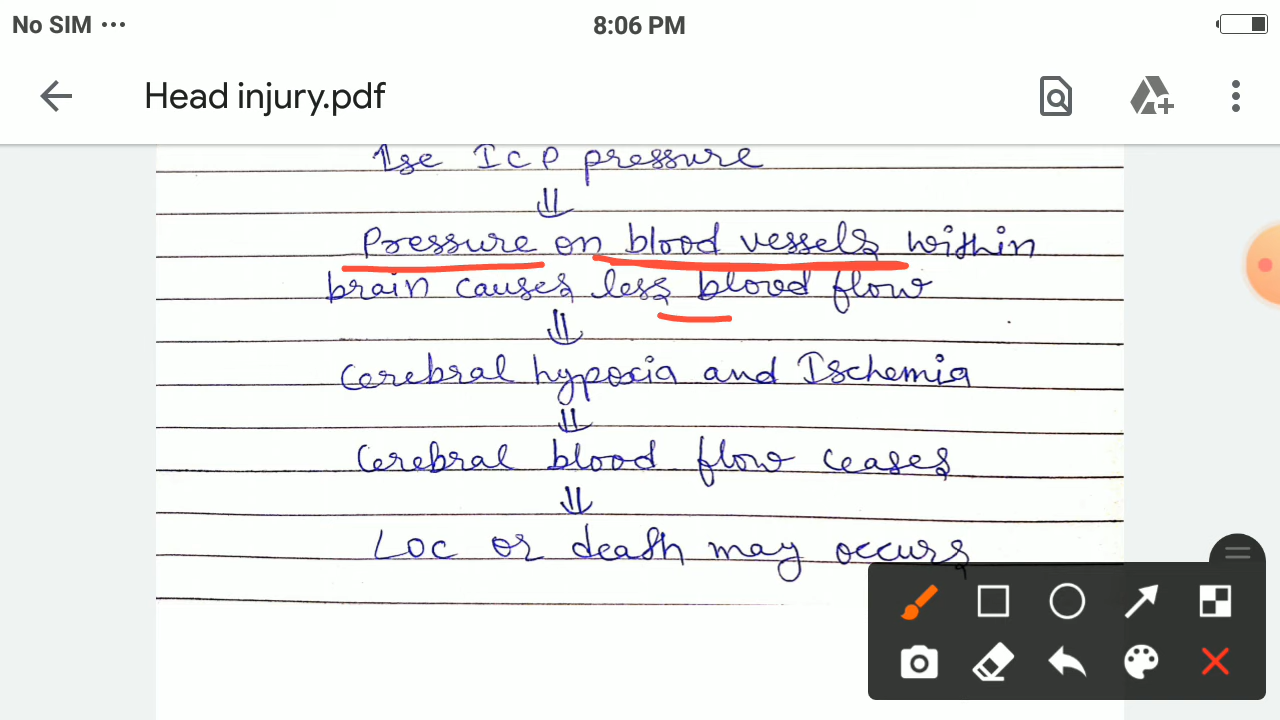 No SIM ···
8:06 PM
Head injury.pdf
↑se ICP pressure
⇓
Pressure on blood vessels within
brain causes less blood flow
⇓
Cerebral hypoxia and Ischemia
⇓
Cerebral blood flow ceases
⇓
LOC or death may occurs